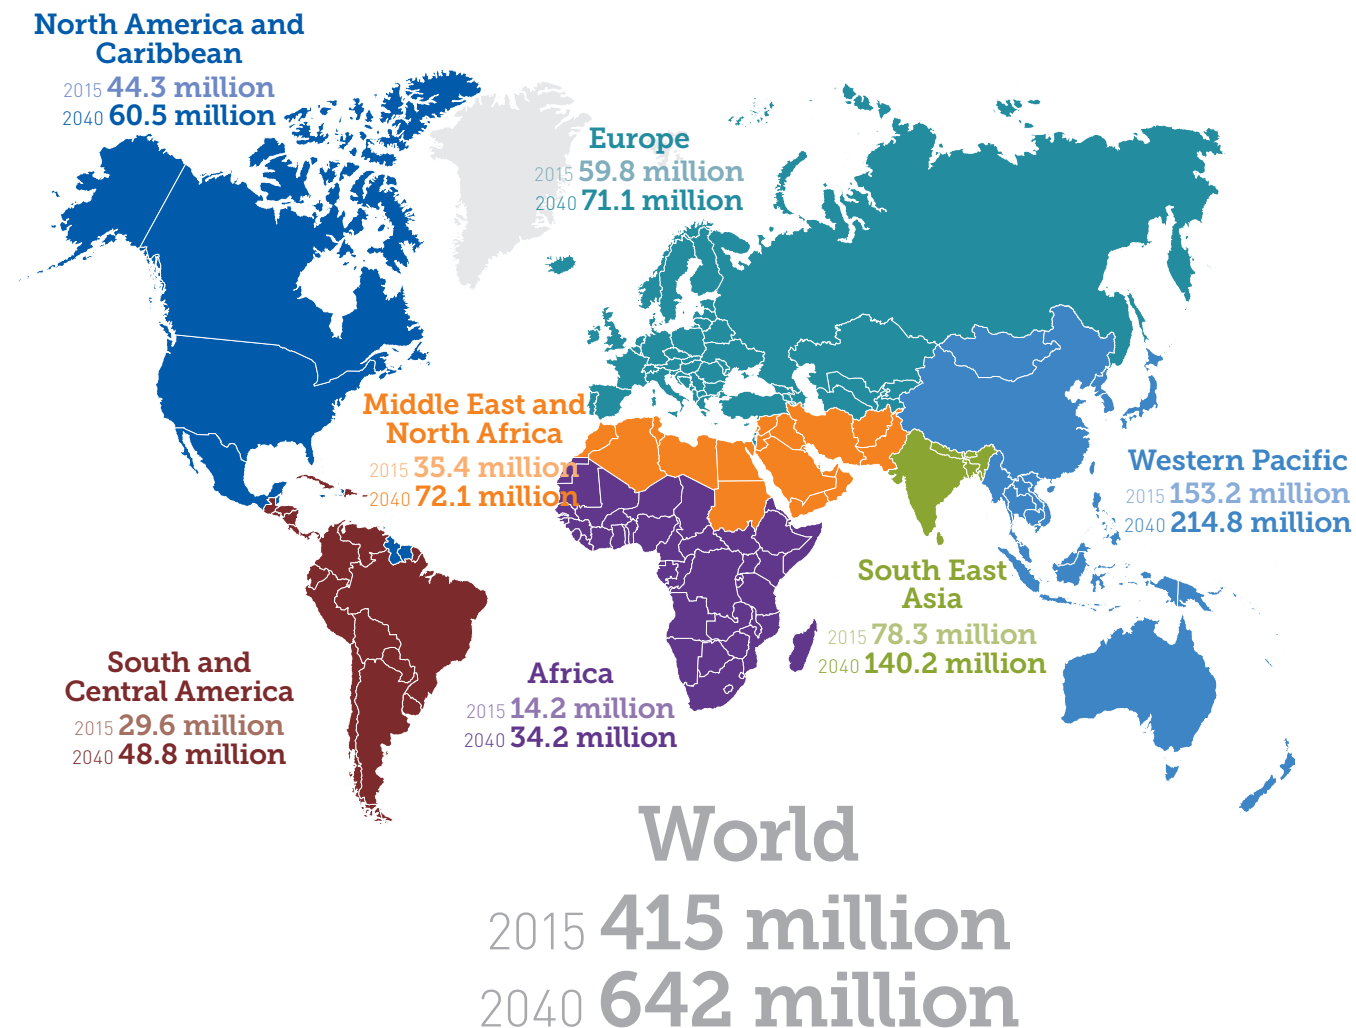 North America and
Caribbean
2015 44.3 million
2040 60.5 million
Europe
2015 59.8 million
2040 71.1 million
Middle East and
North Africa
2015 35.4 million
2040 72.1 million
Western Pacific
2015 153.2 million
2040 214.8 million
South East
Asia
2015 78.3 million
2040 140.2 million
South and
Central America
2015 29.6 million
2040 48.8 million
Africa
2015 14.2 million
2040 34.2 million
World
2015 415 million
2040 642 million